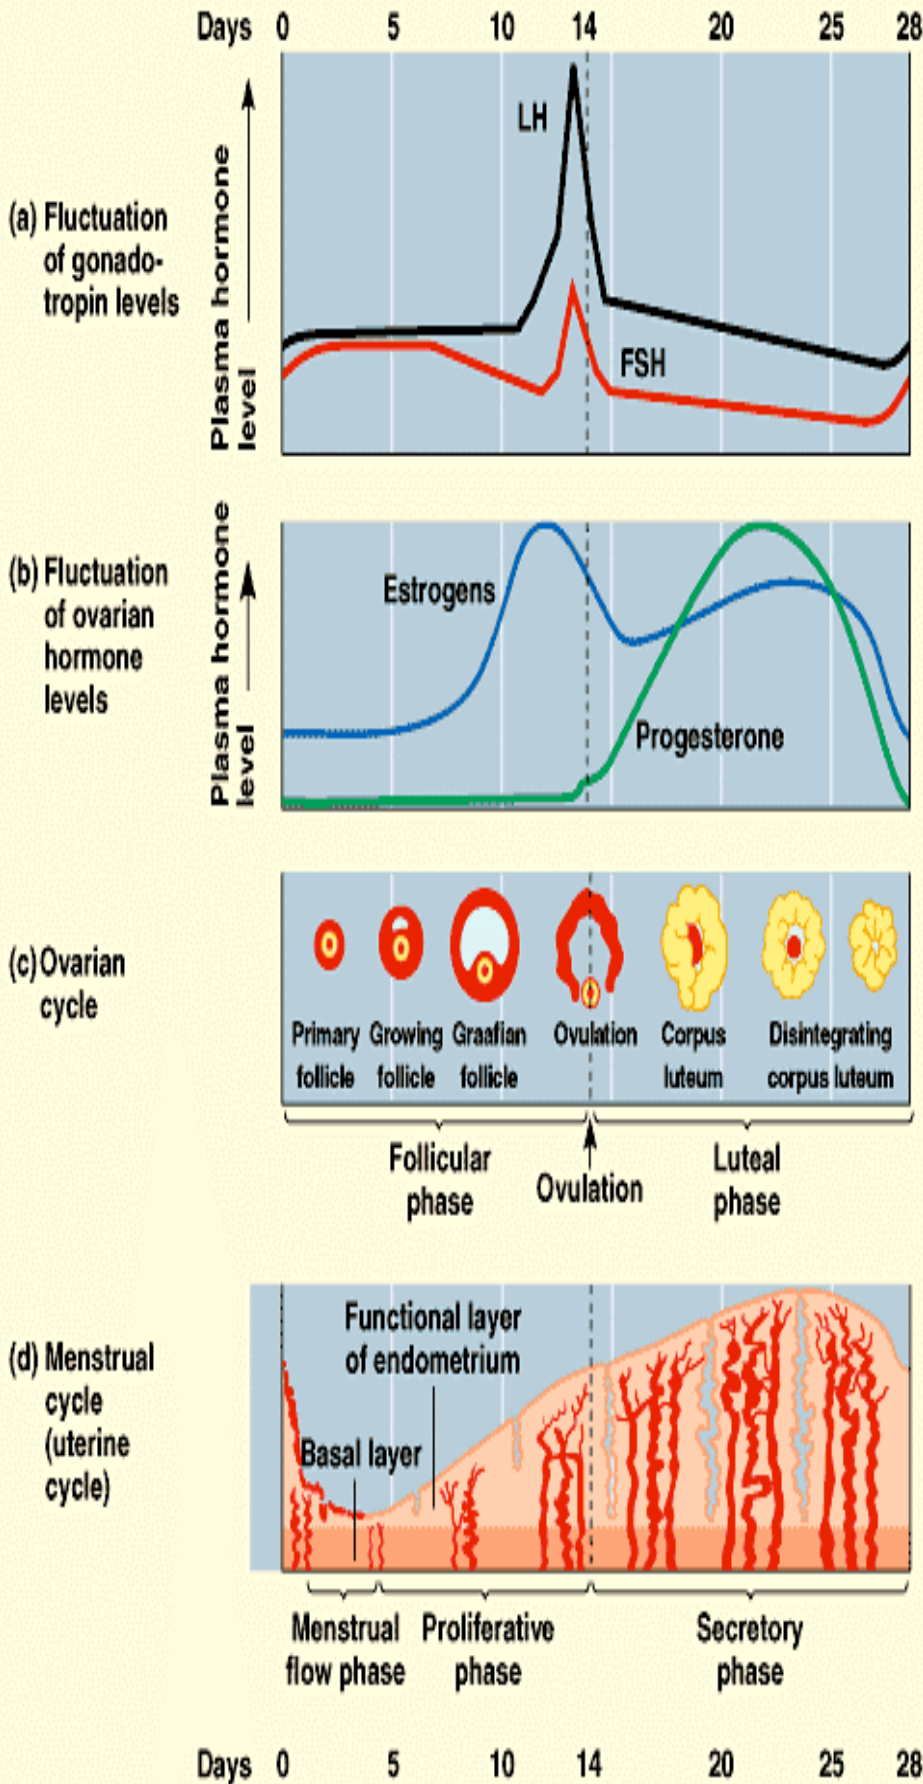 Days 0 5 10 14 20 25 28
(a) Fluctuation
of gonado-
tropin levels
Plasma hormone
level
LH
FSH
(b) Fluctuation
of ovarian
hormone
levels
Plasma hormone
level
Estrogens
Progesterone
(c) Ovarian
cycle
Primary
follicle
Growing
follicle
Graafian
follicle
Ovulation
Corpus
luteum
Disintegrating
corpus luteum
Follicular
phase
Ovulation
Luteal
phase
(d) Menstrual
cycle
(uterine
cycle)
Functional layer
of endometrium
Basal layer
Menstrual
flow phase
Proliferative
phase
Secretory
phase
Days 0 5 10 14 20 25 28